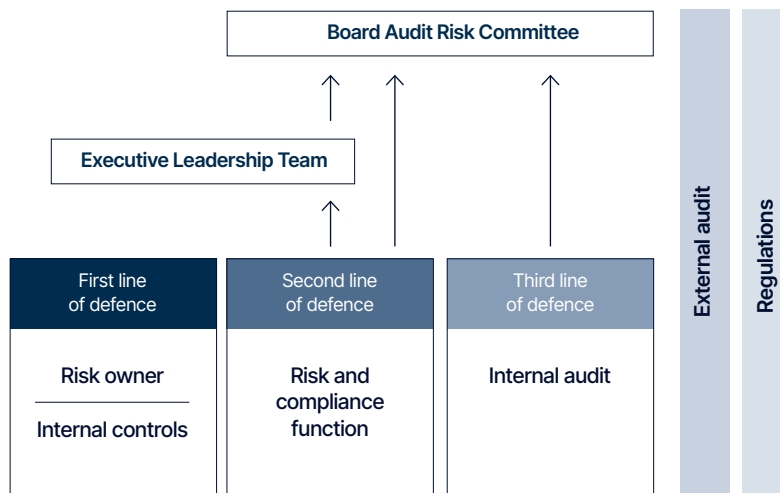 Board Audit Risk Committee
Executive Leadership Team
First line
of defence
Second line
of defence
Third line
of defence
Risk owner
Internal controls
Risk and
compliance
function
Internal audit
External audit
Regulations